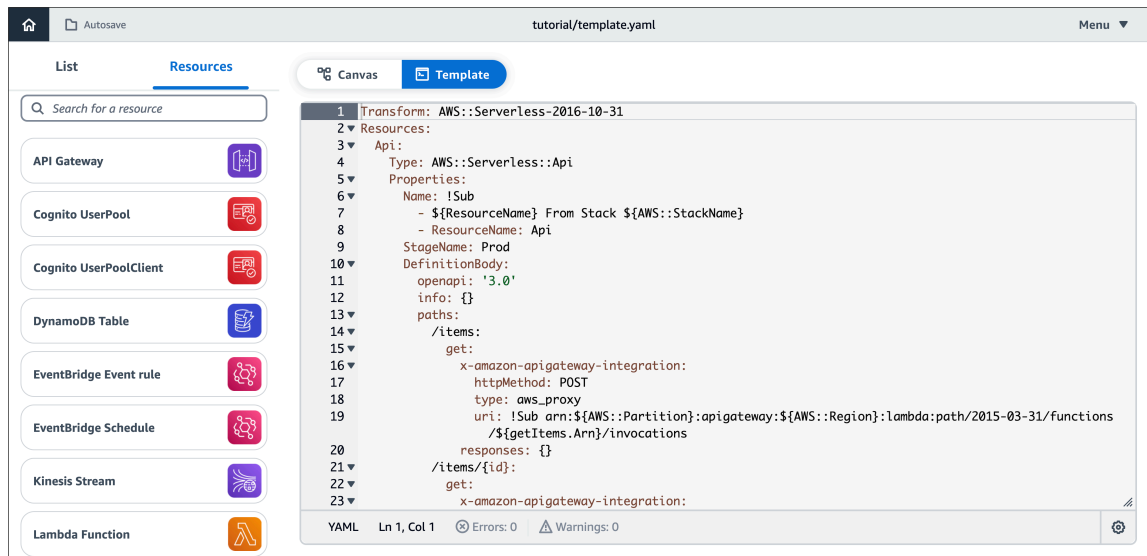 Autosave
tutorial/template.yaml
Menu
List
Resources
Search for a resource
API Gateway
Cognito UserPool
Cognito UserPoolClient
DynamoDB Table
EventBridge Event rule
EventBridge Schedule
Kinesis Stream
Lambda Function
Canvas
Template
1 Transform: AWS::Serverless-2016-10-31
2 Resources:
3 Api:
4 Type: AWS::Serverless::Api
5 Properties:
6 Name: !Sub
7 - ${ResourceName} From Stack ${AWS::StackName}
8 - ResourceName: Api
9 StageName: Prod
10 DefinitionBody:
11 openapi: '3.0'
12 info: {}
13 paths:
14 /items:
15 get:
16 x-amazon-apigateway-integration:
17 httpMethod: POST
18 type: aws_proxy
19 uri: !Sub arn:${AWS::Partition}:apigateway:${AWS::Region}:lambda:path/2015-03-31/functions
/${getItems.Arn}/invocations
20 responses: {}
21 /items/{id}:
22 get:
23 x-amazon-apigateway-integration:
YAML Ln 1, Col 1 Errors: 0 Warnings: 0